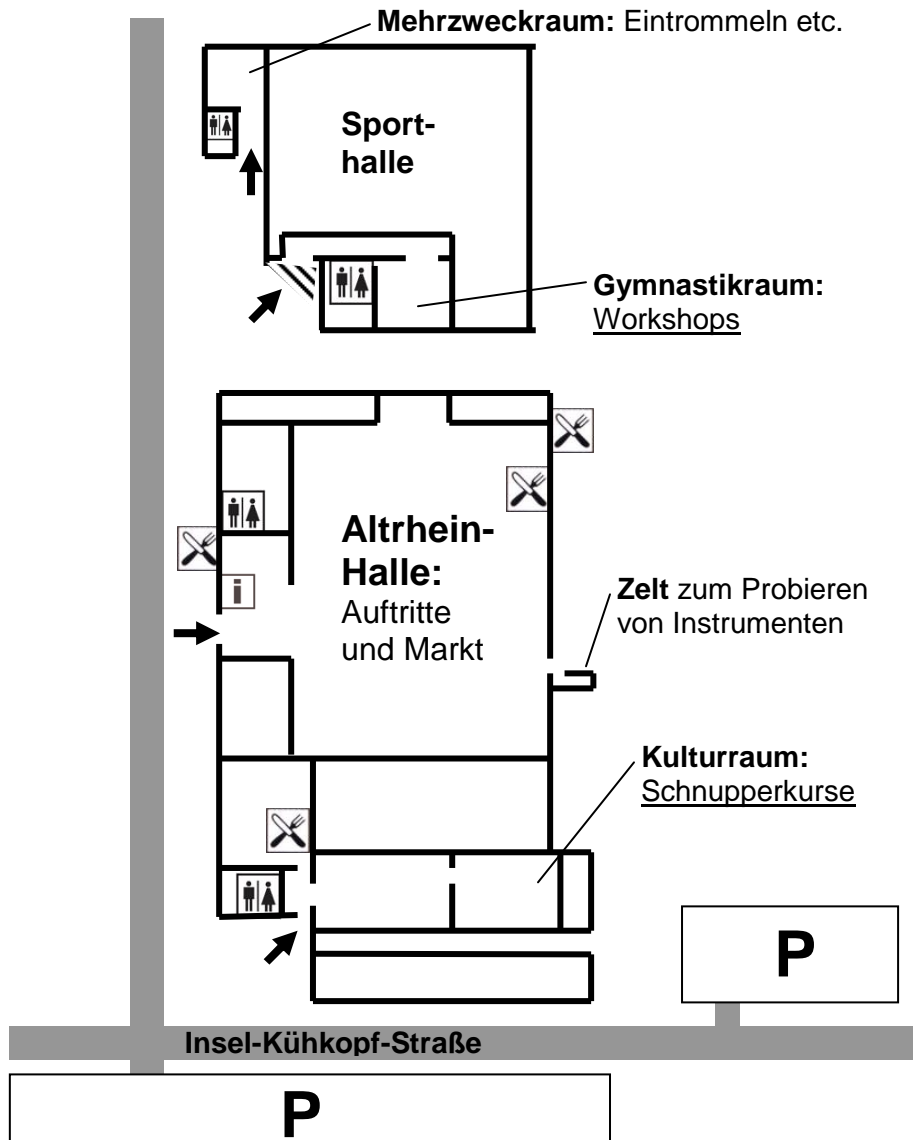 Mehrzweckraum: Eintrommeln etc.
Sport-
halle
Gymnastikraum:
Workshops
Altrhein-
Halle:
Auftritte
und Markt
i
Zelt zum Probieren
von Instrumenten
Kulturraum:
Schnupperkurse
P
Insel-Kühkopf-Straße
P